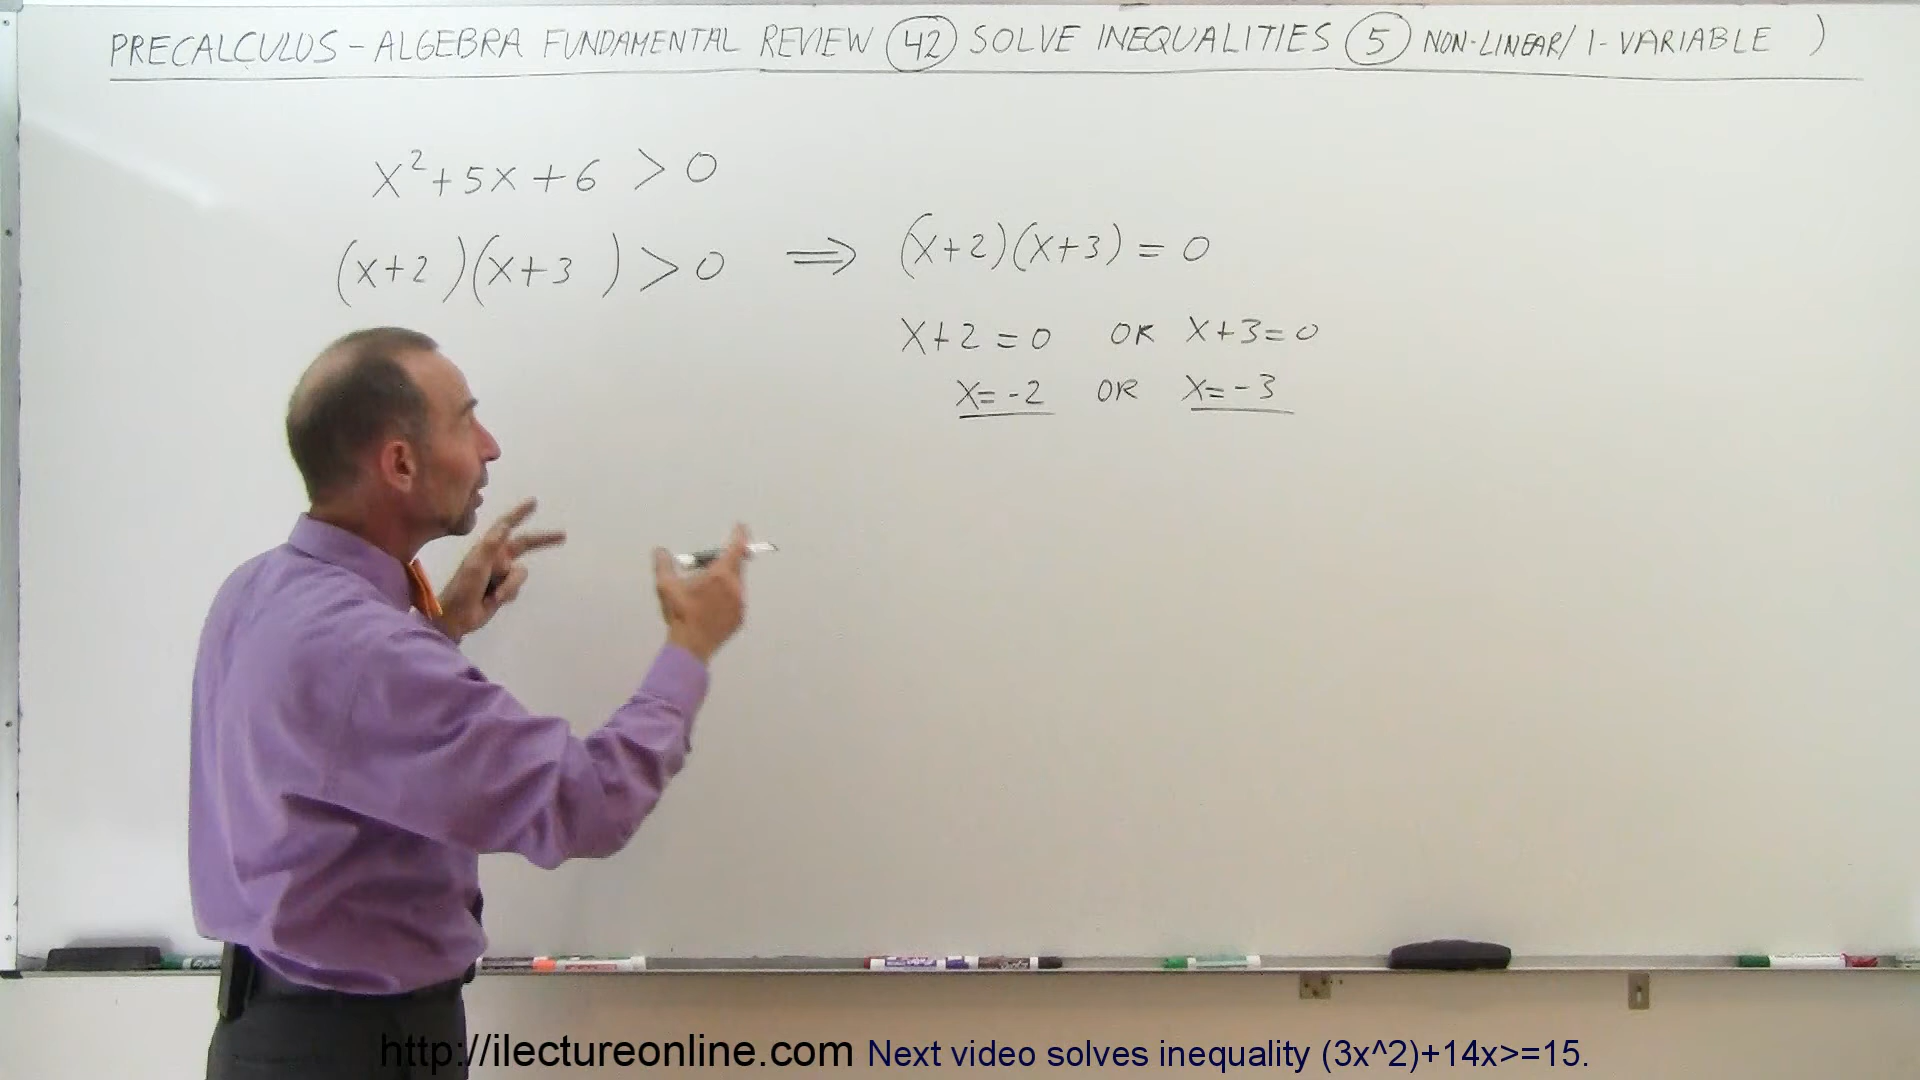 PRECALCULUS - ALGEBRA FUNDAMENTAL REVIEW (42) SOLVE INEQUALITIES (5) NON-LINEAR/1-VARIABLE )
x²+5x+6 >0
(x+2)(x+3)>0 ⇒ (x+2)(x+3)=0
x+2=0 OR x+3=0
x=-2 OR x=-3
http://ilectureonline.com Next video solves inequality (3x^2)+14x>=15.